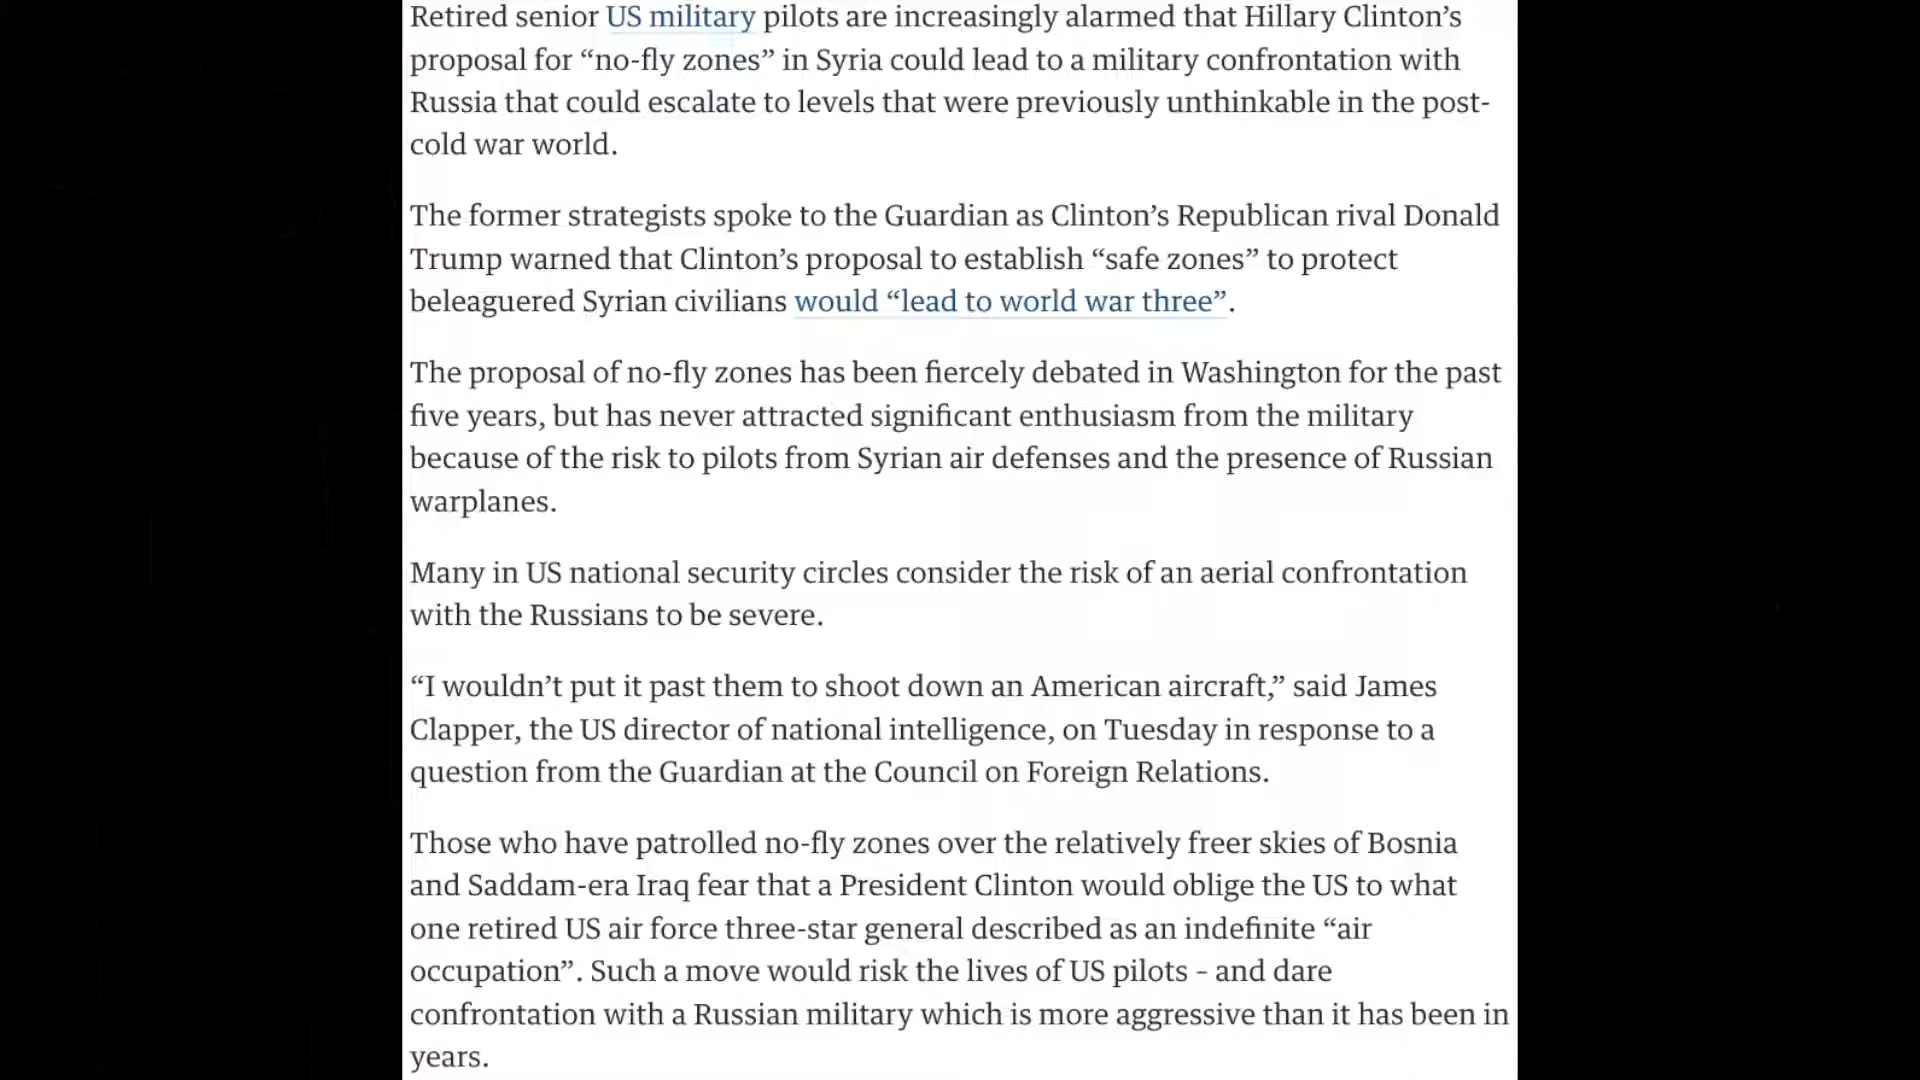 Retired senior US military pilots are increasingly alarmed that Hillary Clinton’s
proposal for “no-fly zones” in Syria could lead to a military confrontation with
Russia that could escalate to levels that were previously unthinkable in the post-
cold war world.
The former strategists spoke to the Guardian as Clinton’s Republican rival Donald
Trump warned that Clinton’s proposal to establish “safe zones” to protect
beleaguered Syrian civilians would “lead to world war three”.
The proposal of no-fly zones has been fiercely debated in Washington for the past
five years, but has never attracted significant enthusiasm from the military
because of the risk to pilots from Syrian air defenses and the presence of Russian
warplanes.
Many in US national security circles consider the risk of an aerial confrontation
with the Russians to be severe.
“I wouldn’t put it past them to shoot down an American aircraft,” said James
Clapper, the US director of national intelligence, on Tuesday in response to a
question from the Guardian at the Council on Foreign Relations.
Those who have patrolled no-fly zones over the relatively freer skies of Bosnia
and Saddam-era Iraq fear that a President Clinton would oblige the US to what
one retired US air force three-star general described as an indefinite “air
occupation”. Such a move would risk the lives of US pilots – and dare
confrontation with a Russian military which is more aggressive than it has been in
years.